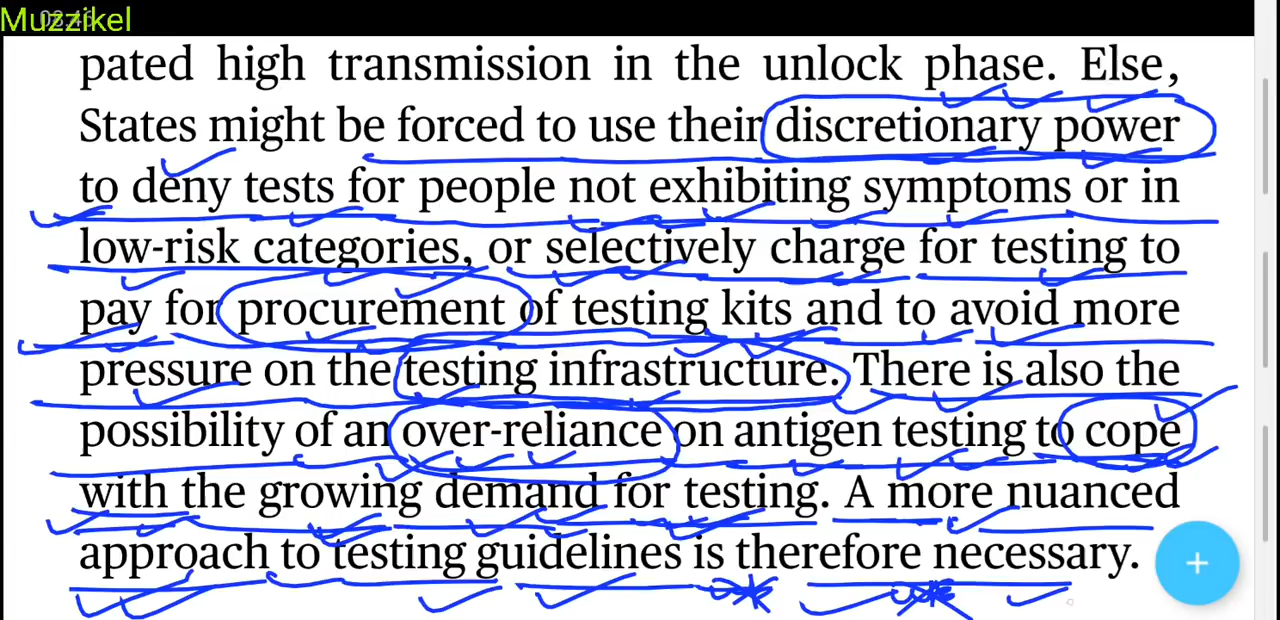 Muzzikel
pated high transmission in the unlock phase. Else,
States might be forced to use their discretionary power
to deny tests for people not exhibiting symptoms or in
low-risk categories, or selectively charge for testing to
pay for procurement of testing kits and to avoid more
pressure on the testing infrastructure. There is also the
possibility of an over-reliance on antigen testing to cope
with the growing demand for testing. A more nuanced
approach to testing guidelines is therefore necessary.
+